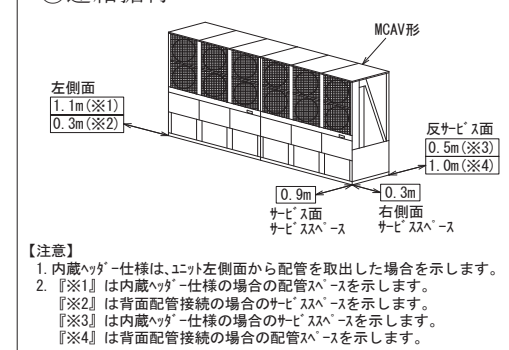 MCAV形
左側面
1.1m(※1)
0.3m(※2)
反ｻｰﾋﾞｽ面
0.5m(※3)
1.0m(※4)
0.9m
ｻｰﾋﾞｽ面
ｻｰﾋﾞｽｽﾍﾟｰｽ
0.3m
右側面
ｻｰﾋﾞｽｽﾍﾟｰｽ
【注意】
1. 内蔵ﾍｯﾀﾞｰ仕様は、ﾕﾆｯﾄ左側面から配管を取出した場合を示します。
2. 『※1』は内蔵ﾍｯﾀﾞｰ仕様の場合の配管ｽﾍﾟｰｽを示します。
『※2』は背面配管接続の場合のｻｰﾋﾞｽｽﾍﾟｰｽを示します。
『※3』は内蔵ﾍｯﾀﾞｰ仕様の場合のｻｰﾋﾞｽｽﾍﾟｰｽを示します。
『※4』は背面配管接続の場合の配管ｽﾍﾟｰｽを示します。